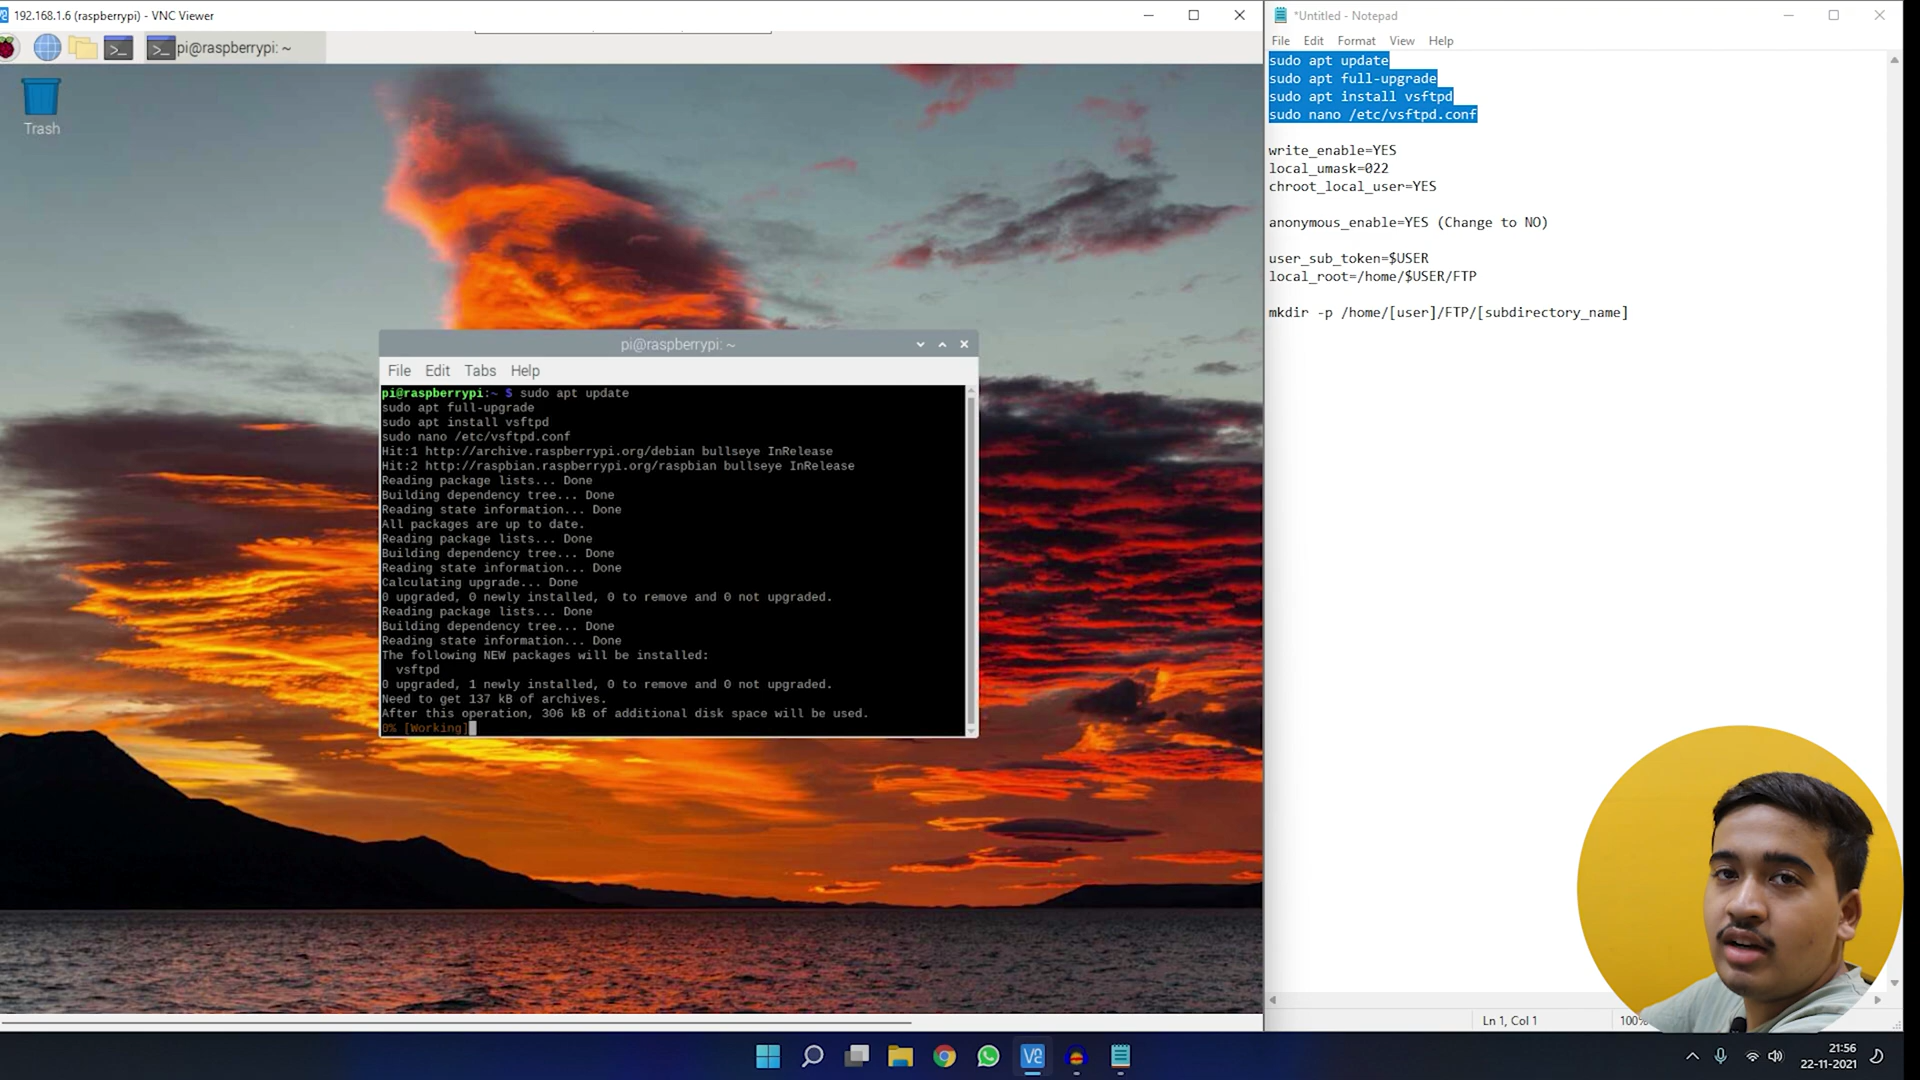 192.168.1.6 (raspberrypi) - VNC Viewer
pi@raspberrypi: ~
Trash
pi@raspberrypi: ~
File Edit Tabs Help
pi@raspberrypi:~ $ sudo apt update
sudo apt full-upgrade
sudo apt install vsftpd
sudo nano /etc/vsftpd.conf
Hit:1 http://archive.raspberrypi.org/debian bullseye InRelease
Hit:2 http://raspbian.raspberrypi.org/raspbian bullseye InRelease
Reading package lists... Done
Building dependency tree... Done
Reading state information... Done
All packages are up to date.
Reading package lists... Done
Building dependency tree... Done
Reading state information... Done
Calculating upgrade... Done
0 upgraded, 0 newly installed, 0 to remove and 0 not upgraded.
Reading package lists... Done
Building dependency tree... Done
Reading state information... Done
The following NEW packages will be installed:
vsftpd
0 upgraded, 1 newly installed, 0 to remove and 0 not upgraded.
Need to get 137 kB of archives.
After this operation, 306 kB of additional disk space will be used.
0% [Working]
*Untitled - Notepad
File Edit Format View Help
sudo apt update
sudo apt full-upgrade
sudo apt install vsftpd
sudo nano /etc/vsftpd.conf
write_enable=YES
local_umask=022
chroot_local_user=YES
anonymous_enable=YES (Change to NO)
user_sub_token=$USER
local_root=/home/$USER/FTP
mkdir -p /home/[user]/FTP/[subdirectory_name]
Ln 1, Col 1
100%
21:56
22-11-2021